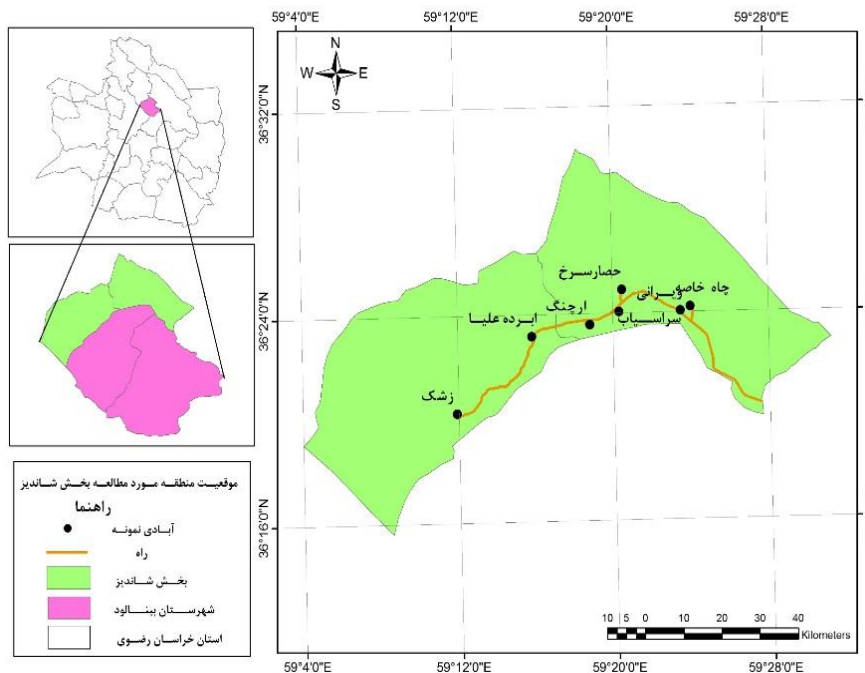 59°4'0"E
59°12'0"E
59°20'0"E
59°28'0"E
N
W E
S
36°32'0"N
36°24'0"N
36°16'0"N
حصارسرخ
ویرانی
چاه خاصه
ارچنگ
سراسیاب
ابرده علیا
زشک
موقعیت منطقه مورد مطالعه بخش شاندیز
راهنما
آبادی نمونه
راه
بخش شاندیز
شهرستان بینالود
استان خراسان رضوی
10 5 0 10 20 30 40
Kilometers
59°4'0"E
59°12'0"E
59°20'0"E
59°28'0"E